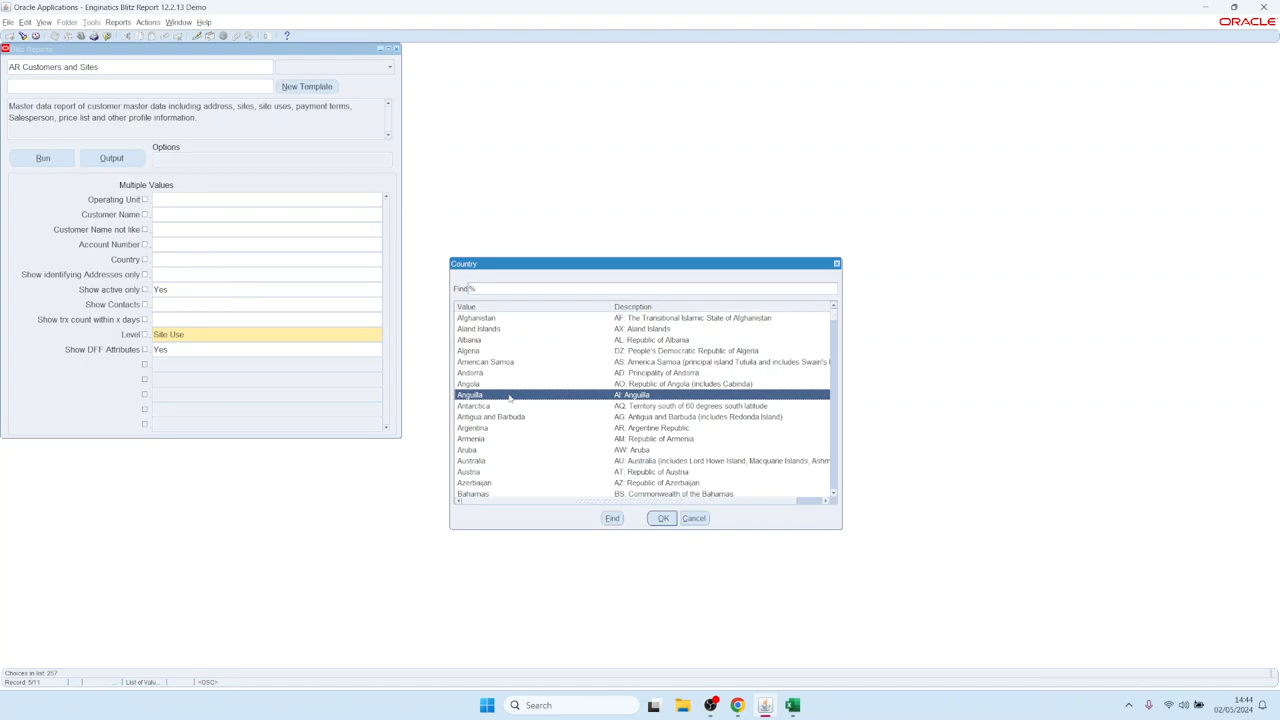 Oracle Applications - Enginatics Blitz Report 12.2.13 Demo
File Edit View Folder Tools Reports Actions Window Help
ORACLE
Blitz Reports
AR Customers and Sites
New Template
Master data report of customer master data including address, sites, site uses, payment terms,
Salesperson, price list and other profile information.
Options
Run Output
Multiple Values
Operating Unit
Customer Name
Customer Name not like
Account Number
Country
Show identifying Addresses only
Show active only Yes
Show Contacts
Show trx count within x days
Level Site Use
Show DFF Attributes Yes
Country
Find %
Value Description
Afghanistan AF: The Transitional Islamic State of Afghanistan
Aland Islands AX: Aland Islands
Albania AL: Republic of Albania
Algeria DZ: People's Democratic Republic of Algeria
American Samoa AS: America Samoa (principal island Tutuila and includes Swain's I
Andorra AD: Principality of Andorra
Angola AO: Republic of Angola (includes Cabinda)
Anguilla AI: Anguilla
Antarctica AQ: Territory south of 60 degrees south latitude
Antigua and Barbuda AG: Antigua and Barbuda (includes Redonda Island)
Argentina AR: Argentine Republic
Armenia AM: Republic of Armenia
Aruba AW: Aruba
Australia AU: Australia (includes Lord Howe Island, Macquarie Islands, Ashm
Austria AT: Republic of Austria
Azerbaijan AZ: Republic of Azerbaijan
Bahamas BS: Commonwealth of the Bahamas
Find OK Cancel
Choices in list: 257
Record: 5/11 ... List of Valu... <OSC>
Search
14:44
02/05/2024